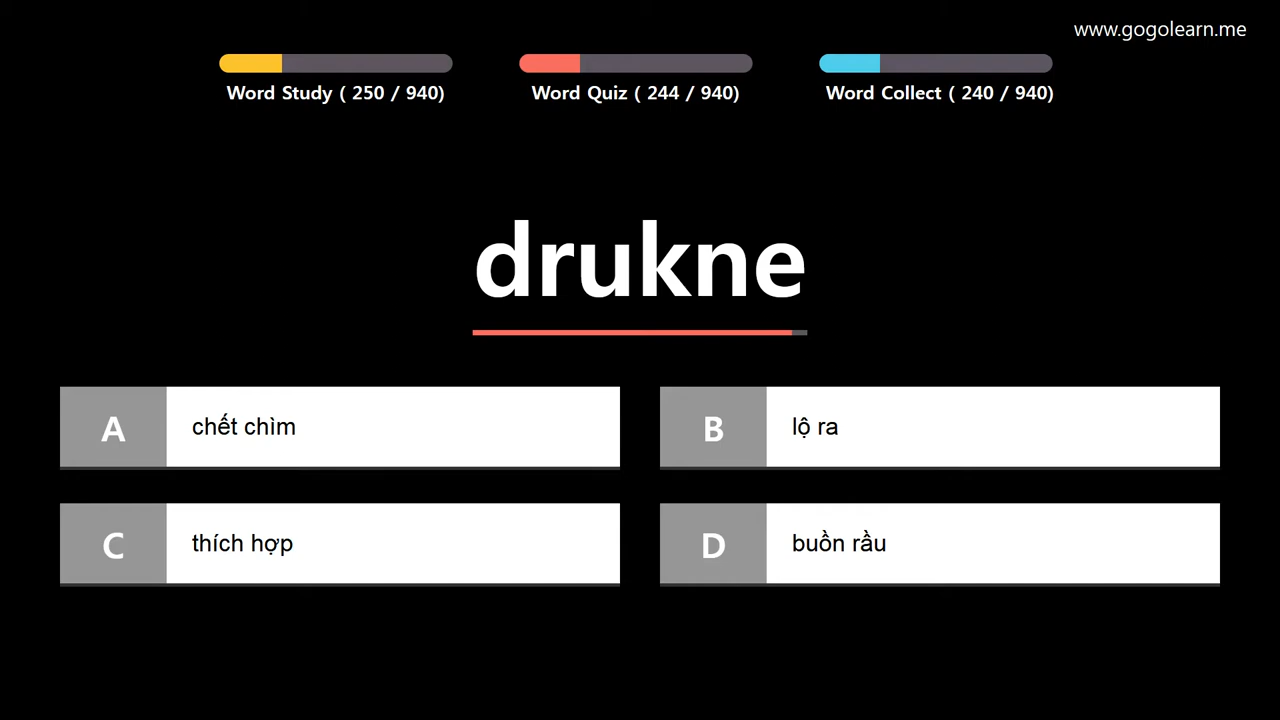 www.gogolearn.me
Word Study ( 250 / 940)
Word Quiz ( 244 / 940)
Word Collect ( 240 / 940)
drukne
A
chết chìm
B
lộ ra
C
thích hợp
D
buồn rầu